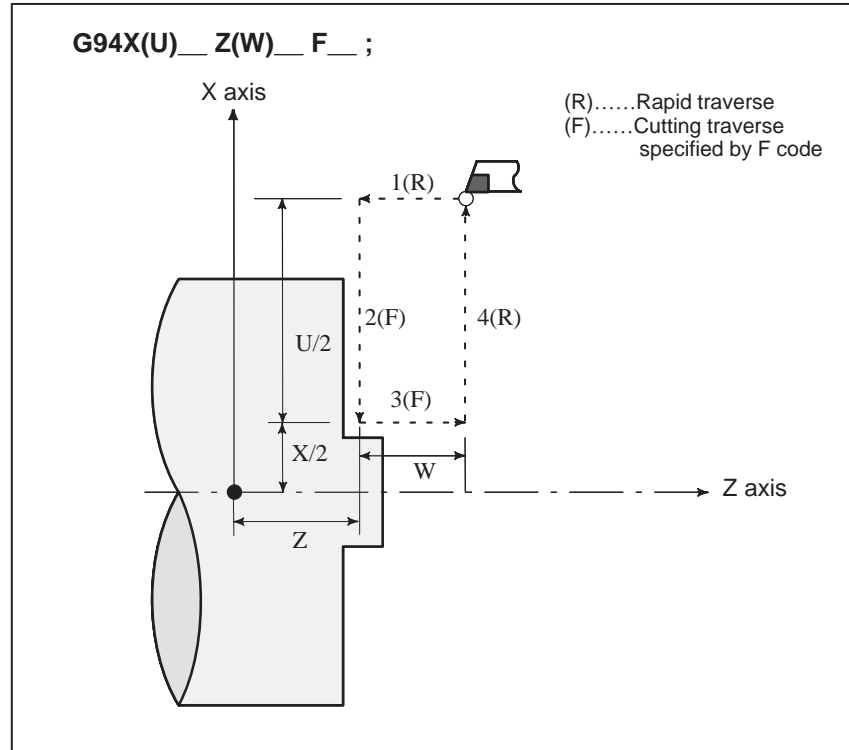 G94X(U)__ Z(W)__ F__ ;
X axis
(R)......Rapid traverse
(F)......Cutting traverse
specified by F code
1(R)
2(F)
4(R)
U/2
3(F)
X/2
W
Z axis
Z